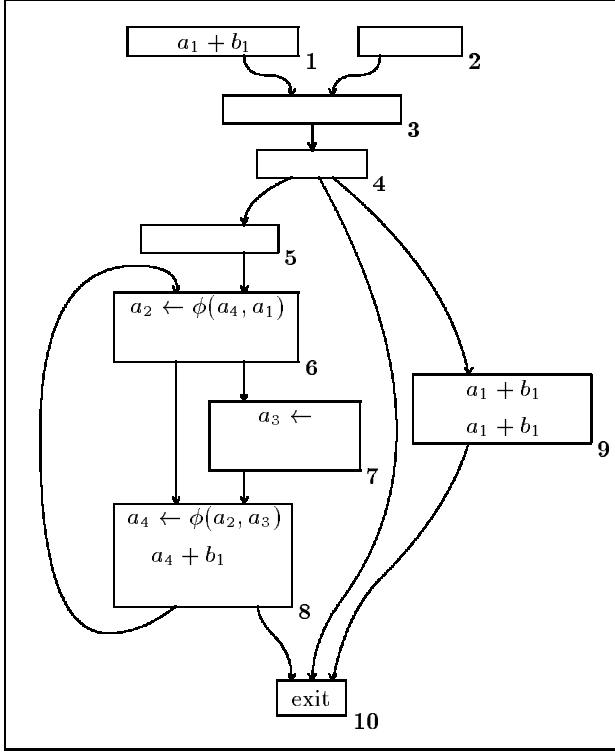 a₁ + b₁
1
2
3
4
5
a₂ ← ϕ(a₄, a₁)
6
a₁ + b₁
a₁ + b₁
9
a₃ ←
7
a₄ ← ϕ(a₂, a₃)
a₄ + b₁
8
exit
10